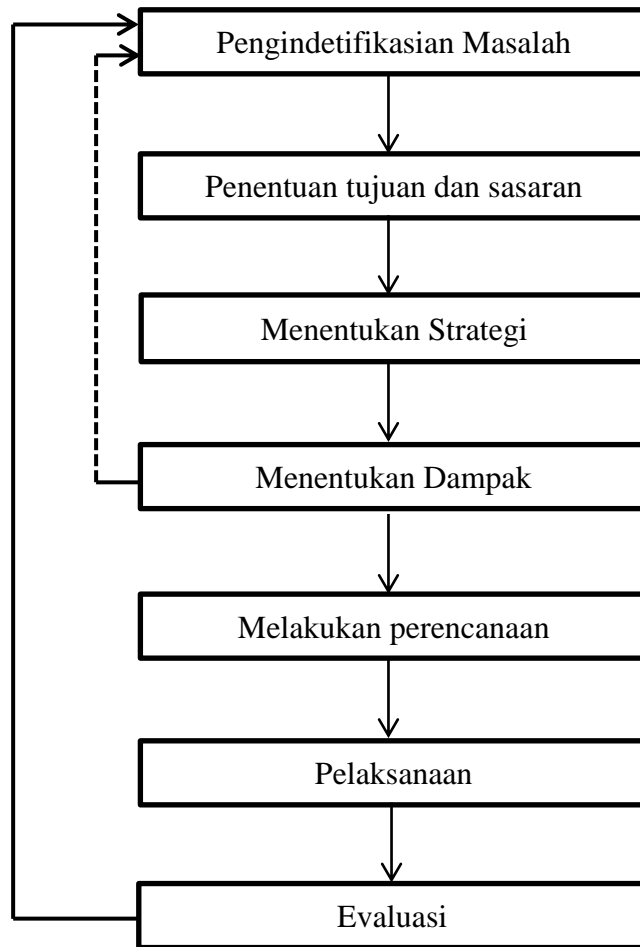 Pengindetifikasian Masalah
Penentuan tujuan dan sasaran
Menentukan Strategi
Menentukan Dampak
Melakukan perencanaan
Pelaksanaan
Evaluasi